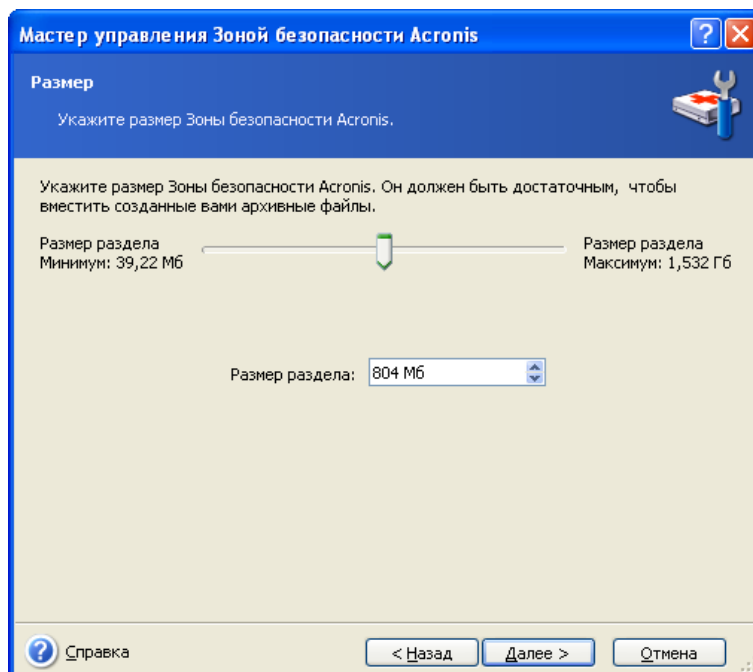 Мастер управления Зоной безопасности Acronis
Размер
Укажите размер Зоны безопасности Acronis.
Укажите размер Зоны безопасности Acronis. Он должен быть достаточным, чтобы
вместить созданные вами архивные файлы.
Размер раздела
Минимум: 39,22 Мб
Размер раздела
Максимум: 1,532 Гб
Размер раздела: 804 Мб
Справка < Назад Далее > Отмена